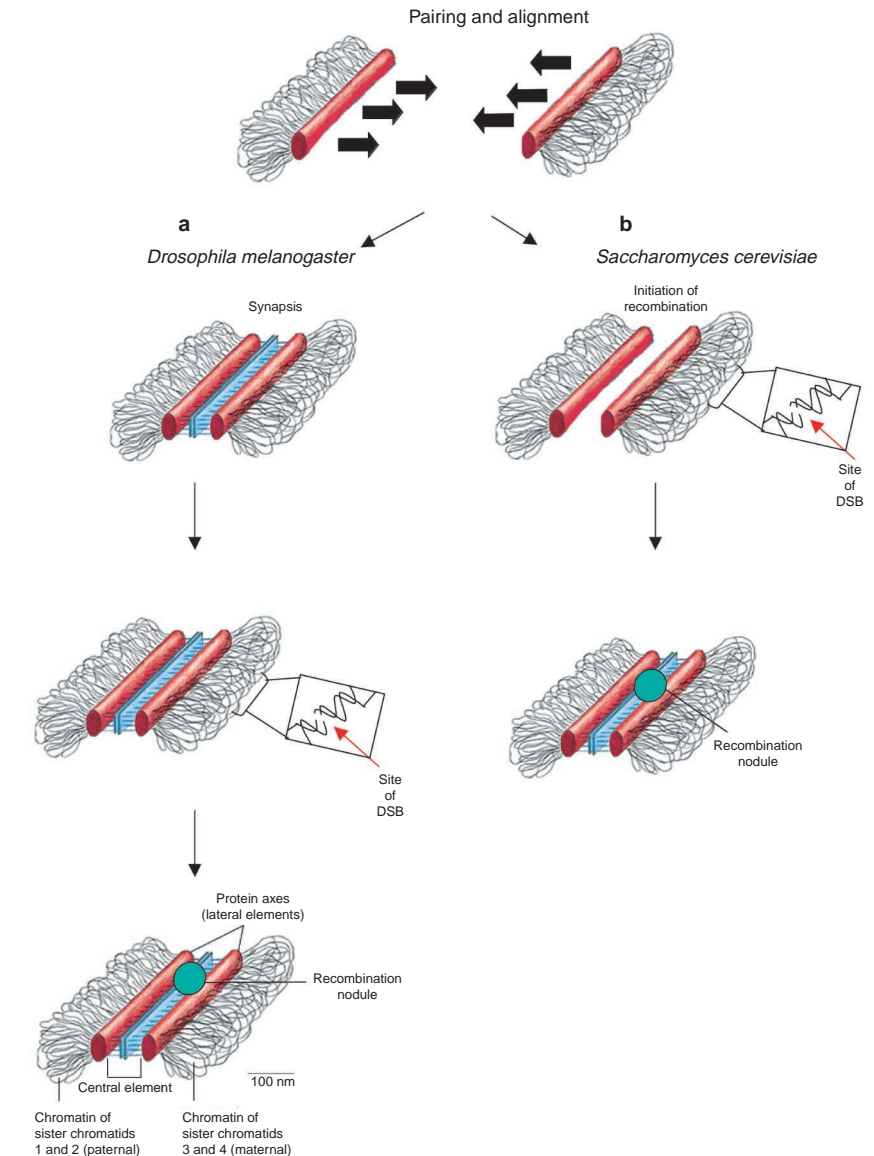 Pairing and alignment
a
Drosophila melanogaster
Synapsis
b
Saccharomyces cerevisiae
Initiation of
recombination
Site
of
DSB
Site
of
DSB
Recombination
nodule
Protein axes
(lateral elements)
Recombination
nodule
Central element
100 nm
Chromatin of
sister chromatids
1 and 2 (paternal)
Chromatin of
sister chromatids
3 and 4 (maternal)